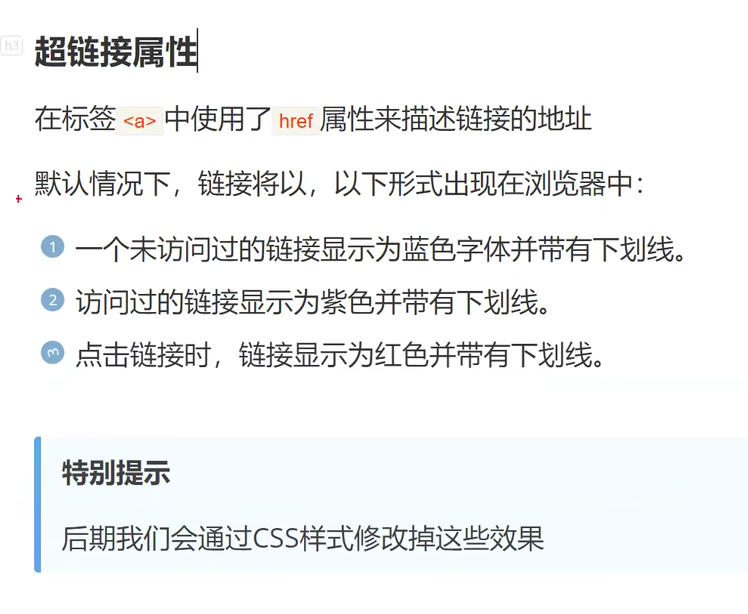 h3
超链接属性
在标签<a>中使用了href属性来描述链接的地址
默认情况下，链接将以，以下形式出现在浏览器中：
1 一个未访问过的链接显示为蓝色字体并带有下划线。
2 访问过的链接显示为紫色并带有下划线。
3 点击链接时，链接显示为红色并带有下划线。
特别提示
后期我们会通过CSS样式修改掉这些效果